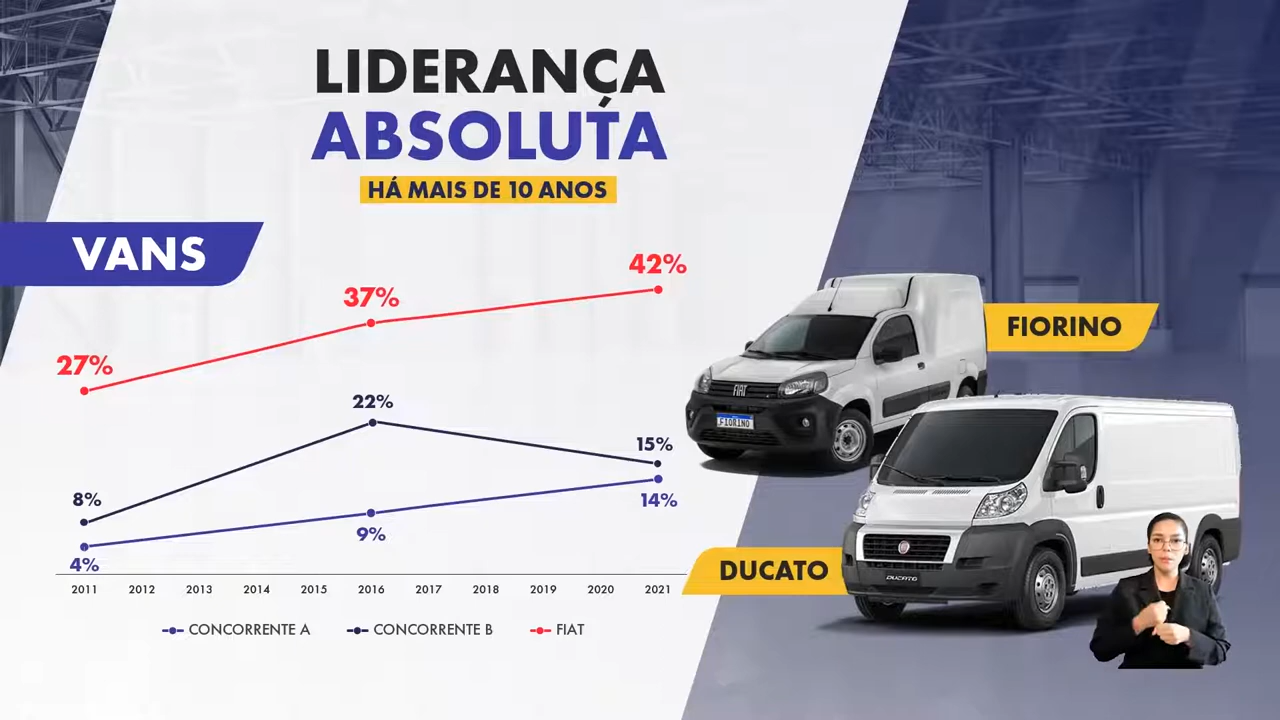 LIDERANÇA
ABSOLUTA
HÁ MAIS DE 10 ANOS
VANS
27%
37%
42%
8%
22%
15%
4%
9%
14%
2011 2012 2013 2014 2015 2016 2017 2018 2019 2020 2021
CONCORRENTE A CONCORRENTE B FIAT
FIORINO
FIAT
FIORINO
DUCATO
DUCATO